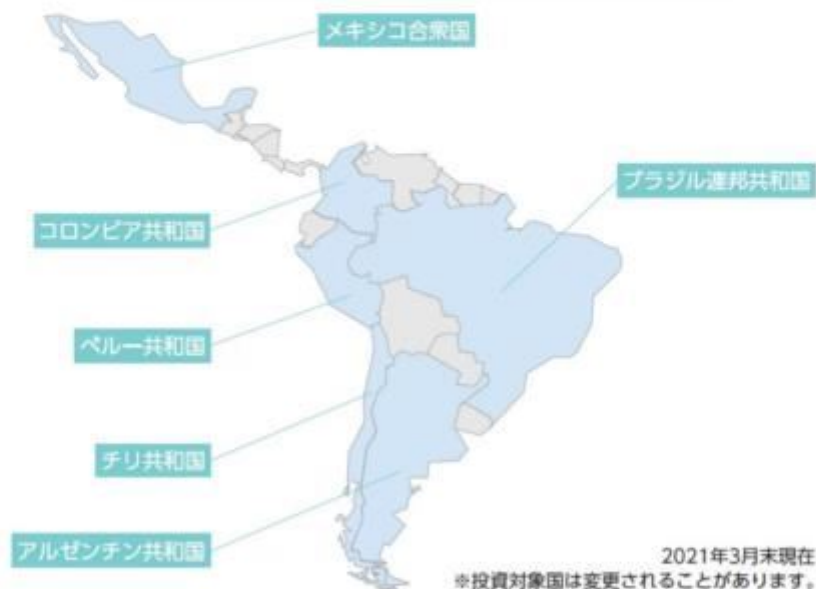 メキシコ合衆国
ブラジル連邦共和国
コロンビア共和国
ペルー共和国
チリ共和国
アルゼンチン共和国
2021年3月末現在
※投資対象国は変更されることがあります。